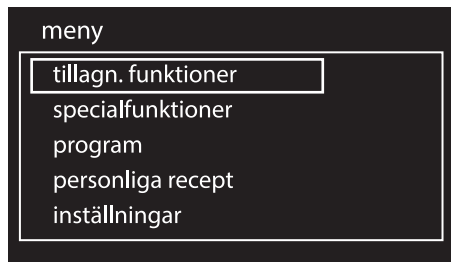 meny
tillagn. funktioner
specialfunktioner
program
personliga recept
inställningar